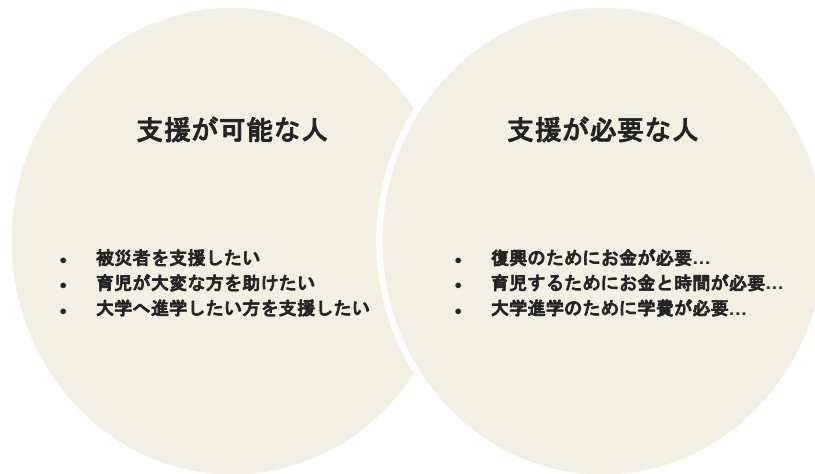 支援が可能な人
• 被災者を支援したい
• 育児が大変な方を助けたい
• 大学へ進学したい方を支援したい
支援が必要な人
• 復興のためにお金が必要…
• 育児するためにお金と時間が必要…
• 大学進学のために学費が必要…